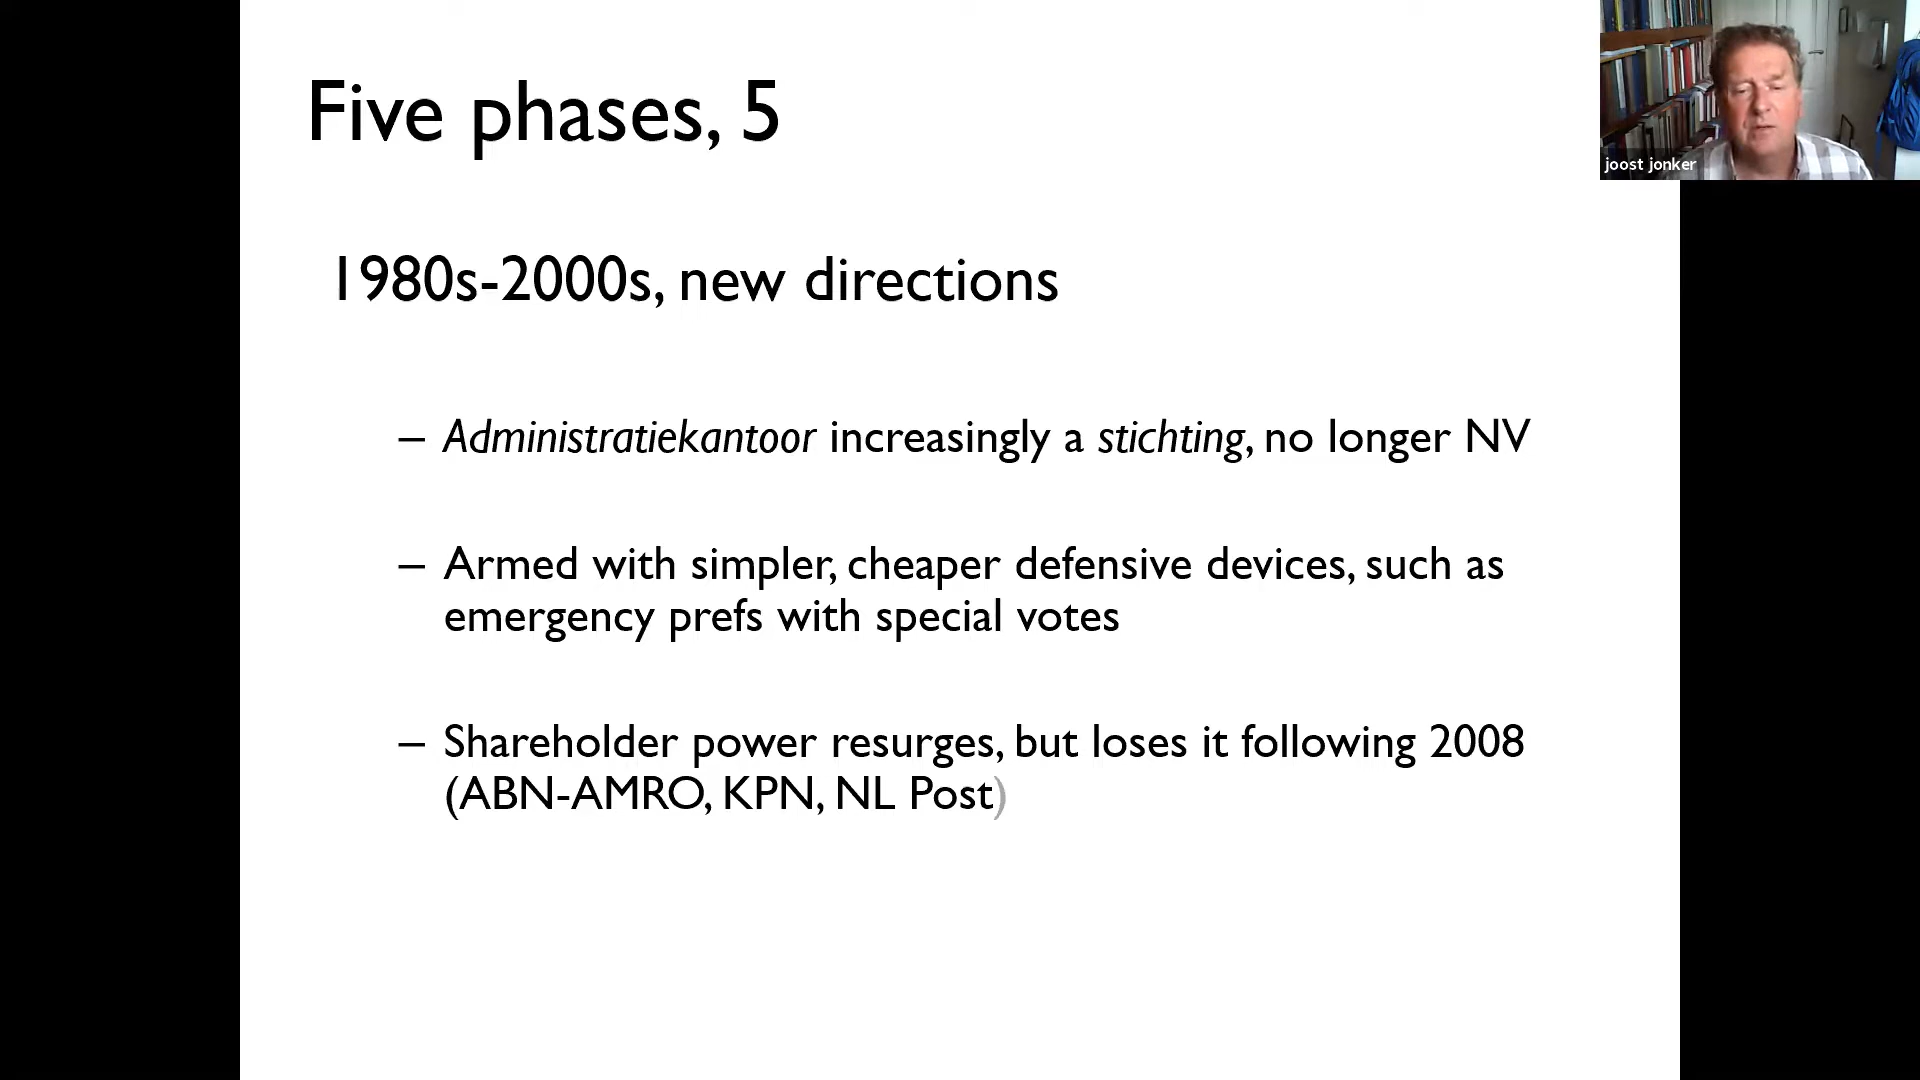 Five phases, 5
joost jonker
1980s-2000s, new directions
– Administratiekantoor increasingly a stichting, no longer NV
– Armed with simpler, cheaper defensive devices, such as
emergency prefs with special votes
– Shareholder power resurges, but loses it following 2008
(ABN-AMRO, KPN, NL Post)